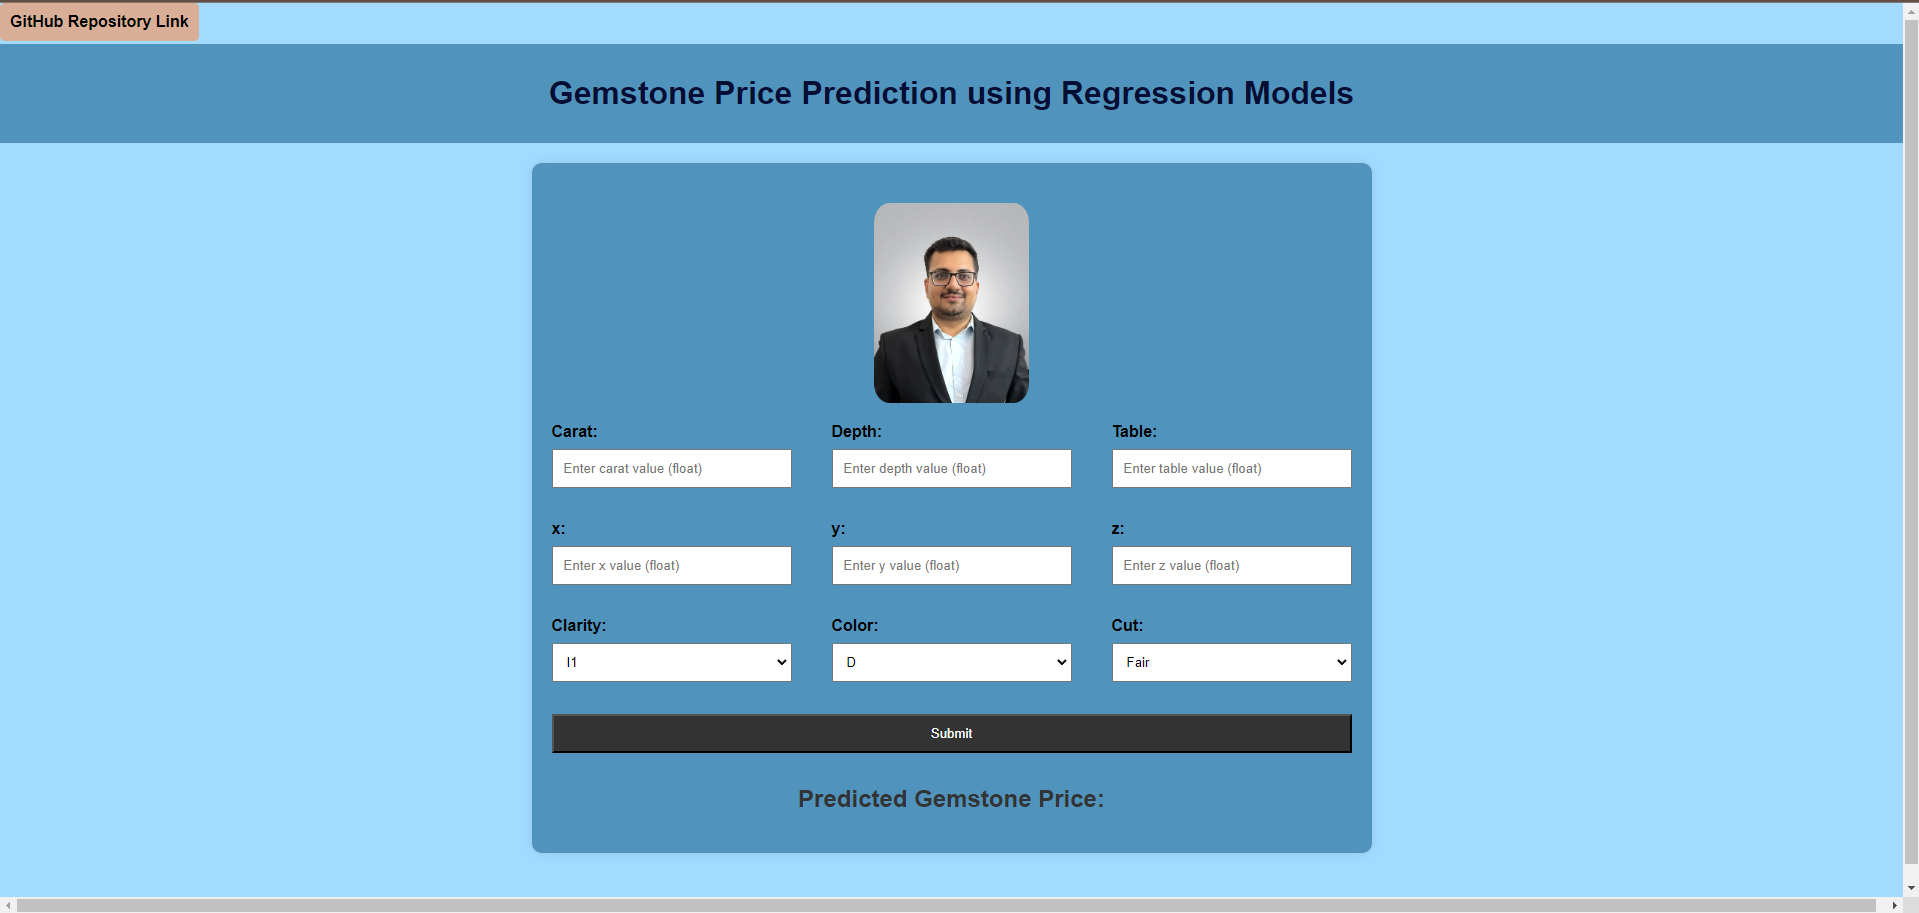 GitHub Repository Link
Gemstone Price Prediction using Regression Models
Carat: Depth: Table:
Enter carat value (float) Enter depth value (float) Enter table value (float)
x: y: z:
Enter x value (float) Enter y value (float) Enter z value (float)
Clarity: Color: Cut:
I1 D Fair
Submit
Predicted Gemstone Price: